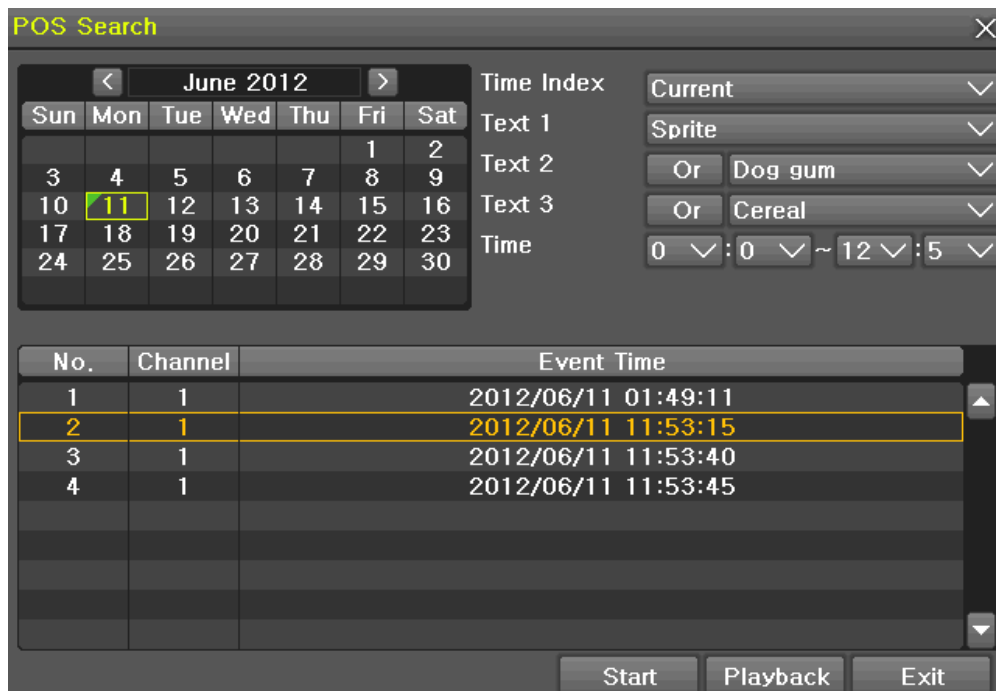 POS Search
< June 2012 >
Sun Mon Tue Wed Thu Fri Sat
1 2
3 4 5 6 7 8 9
10 11 12 13 14 15 16
17 18 19 20 21 22 23
24 25 26 27 28 29 30
Time Index Current
Text 1 Sprite
Text 2 Or Dog gum
Text 3 Or Cereal
Time 0 : 0 ~ 12 : 5
No. Channel Event Time
1 1 2012/06/11 01:49:11
2 1 2012/06/11 11:53:15
3 1 2012/06/11 11:53:40
4 1 2012/06/11 11:53:45
Start Playback Exit